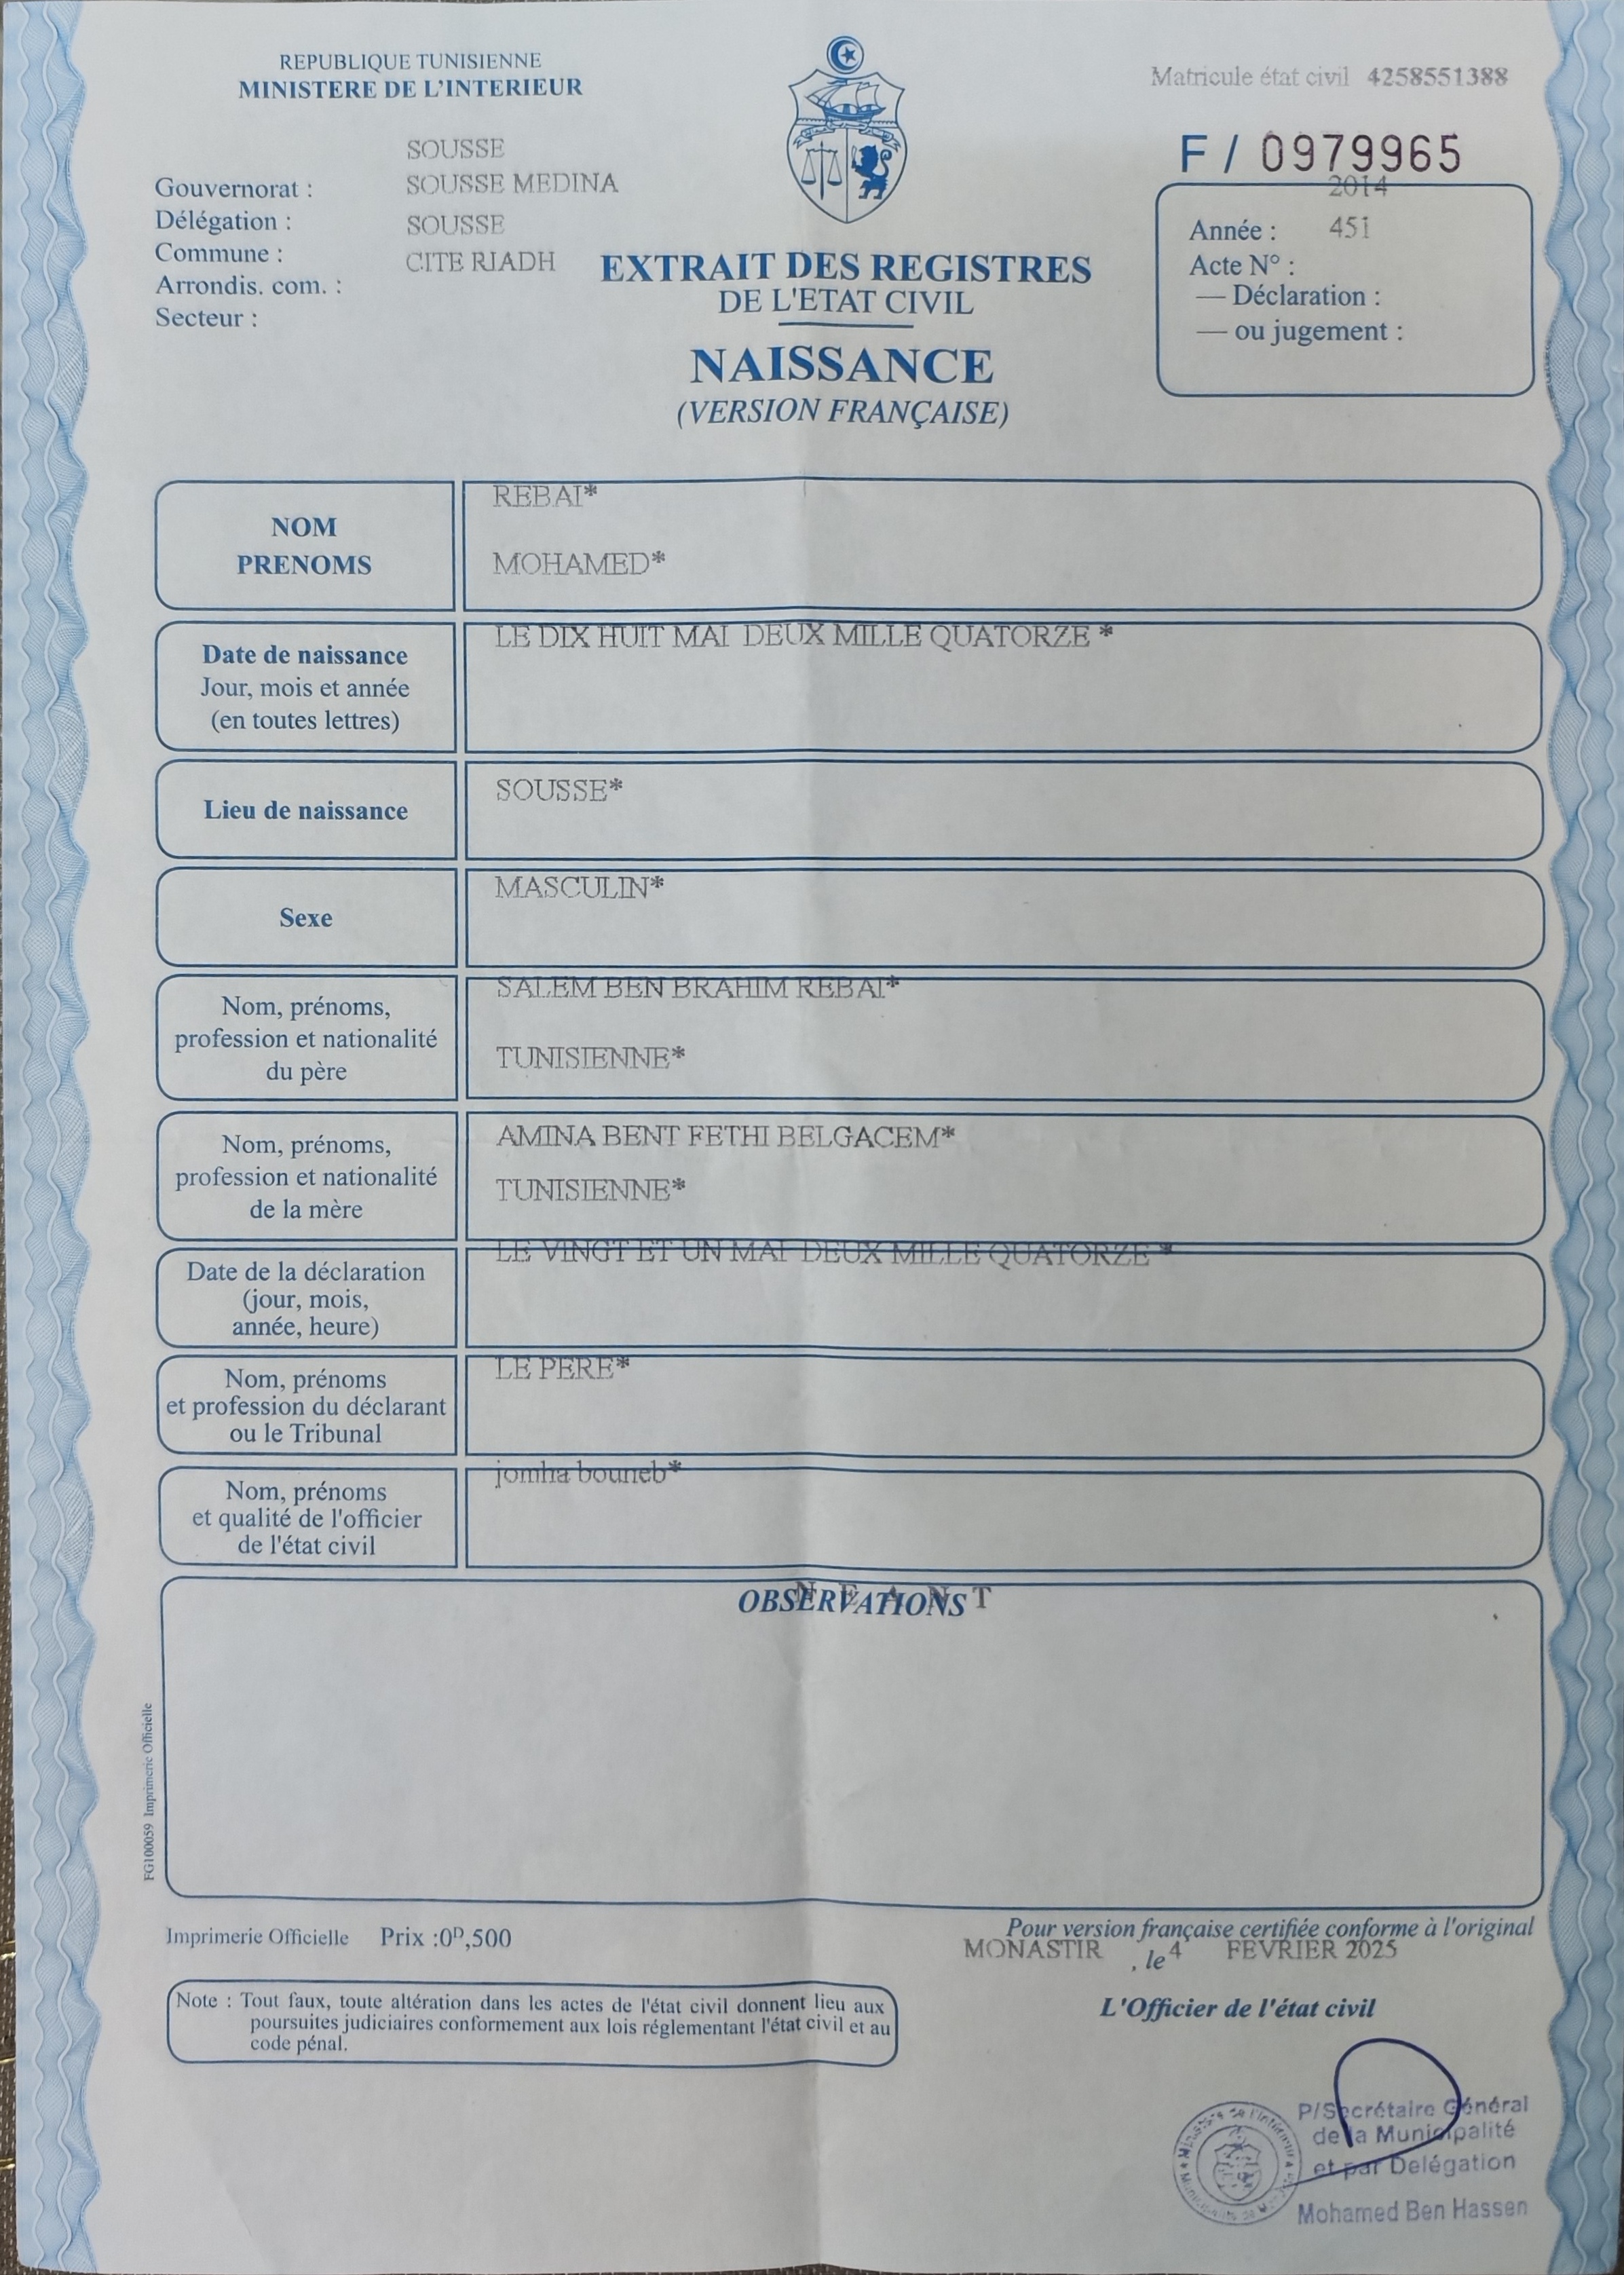 REPUBLIQUE TUNISIENNE
MINISTERE DE L'INTERIEUR
Matricule état civil 4258551388
F / 0979965
SOUSSE
Gouvernorat : SOUSSE MEDINA
Délégation : SOUSSE
Commune : CITE RIADH
Arrondis. com. :
Secteur :
EXTRAIT DES REGISTRES
DE L'ETAT CIVIL
NAISSANCE
(VERSION FRANÇAISE)
2014
Année : 451
Acte N° :
— Déclaration :
— ou jugement :
NOM
PRENOMS
REBAI*
MOHAMED*
Date de naissance
Jour, mois et année
(en toutes lettres)
LE DIX HUIT MAI DEUX MILLE QUATORZE *
Lieu de naissance
SOUSSE*
Sexe
MASCULIN*
Nom, prénoms,
profession et nationalité
du père
SALEM BEN BRAHIM REBAI*
TUNISIENNE*
Nom, prénoms,
profession et nationalité
de la mère
AMINA BENT FETHI BELGACEM*
TUNISIENNE*
Date de la déclaration
(jour, mois,
année, heure)
LE VINGT ET UN MAI DEUX MILLE QUATORZE *
Nom, prénoms
et profession du déclarant
ou le Tribunal
LE PERE*
Nom, prénoms
et qualité de l'officier
de l'état civil
jomha bouneb*
OBSERVATIONS
N E A N T
FG100059 Imprimerie Officielle
Imprimerie Officielle Prix :0ᴰ,500
Pour version française certifiée conforme à l'original
MONASTIR , le 4 FEVRIER 2025
L'Officier de l'état civil
Note : Tout faux, toute altération dans les actes de l'état civil donnent lieu aux
poursuites judiciaires conformement aux lois réglementant l'état civil et au
code pénal.
P/Secrétaire Général
de la Municipalité
et par Delégation
Mohamed Ben Hassen